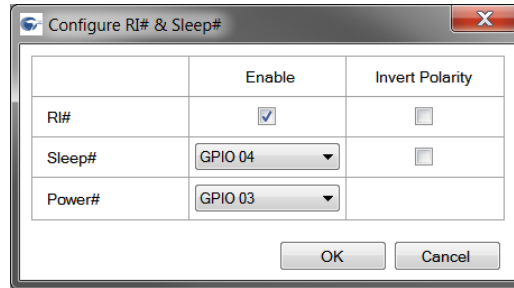 Configure RI# & Sleep#
Enable Invert Polarity
RI#
Sleep# GPIO 04
Power# GPIO 03
OK Cancel